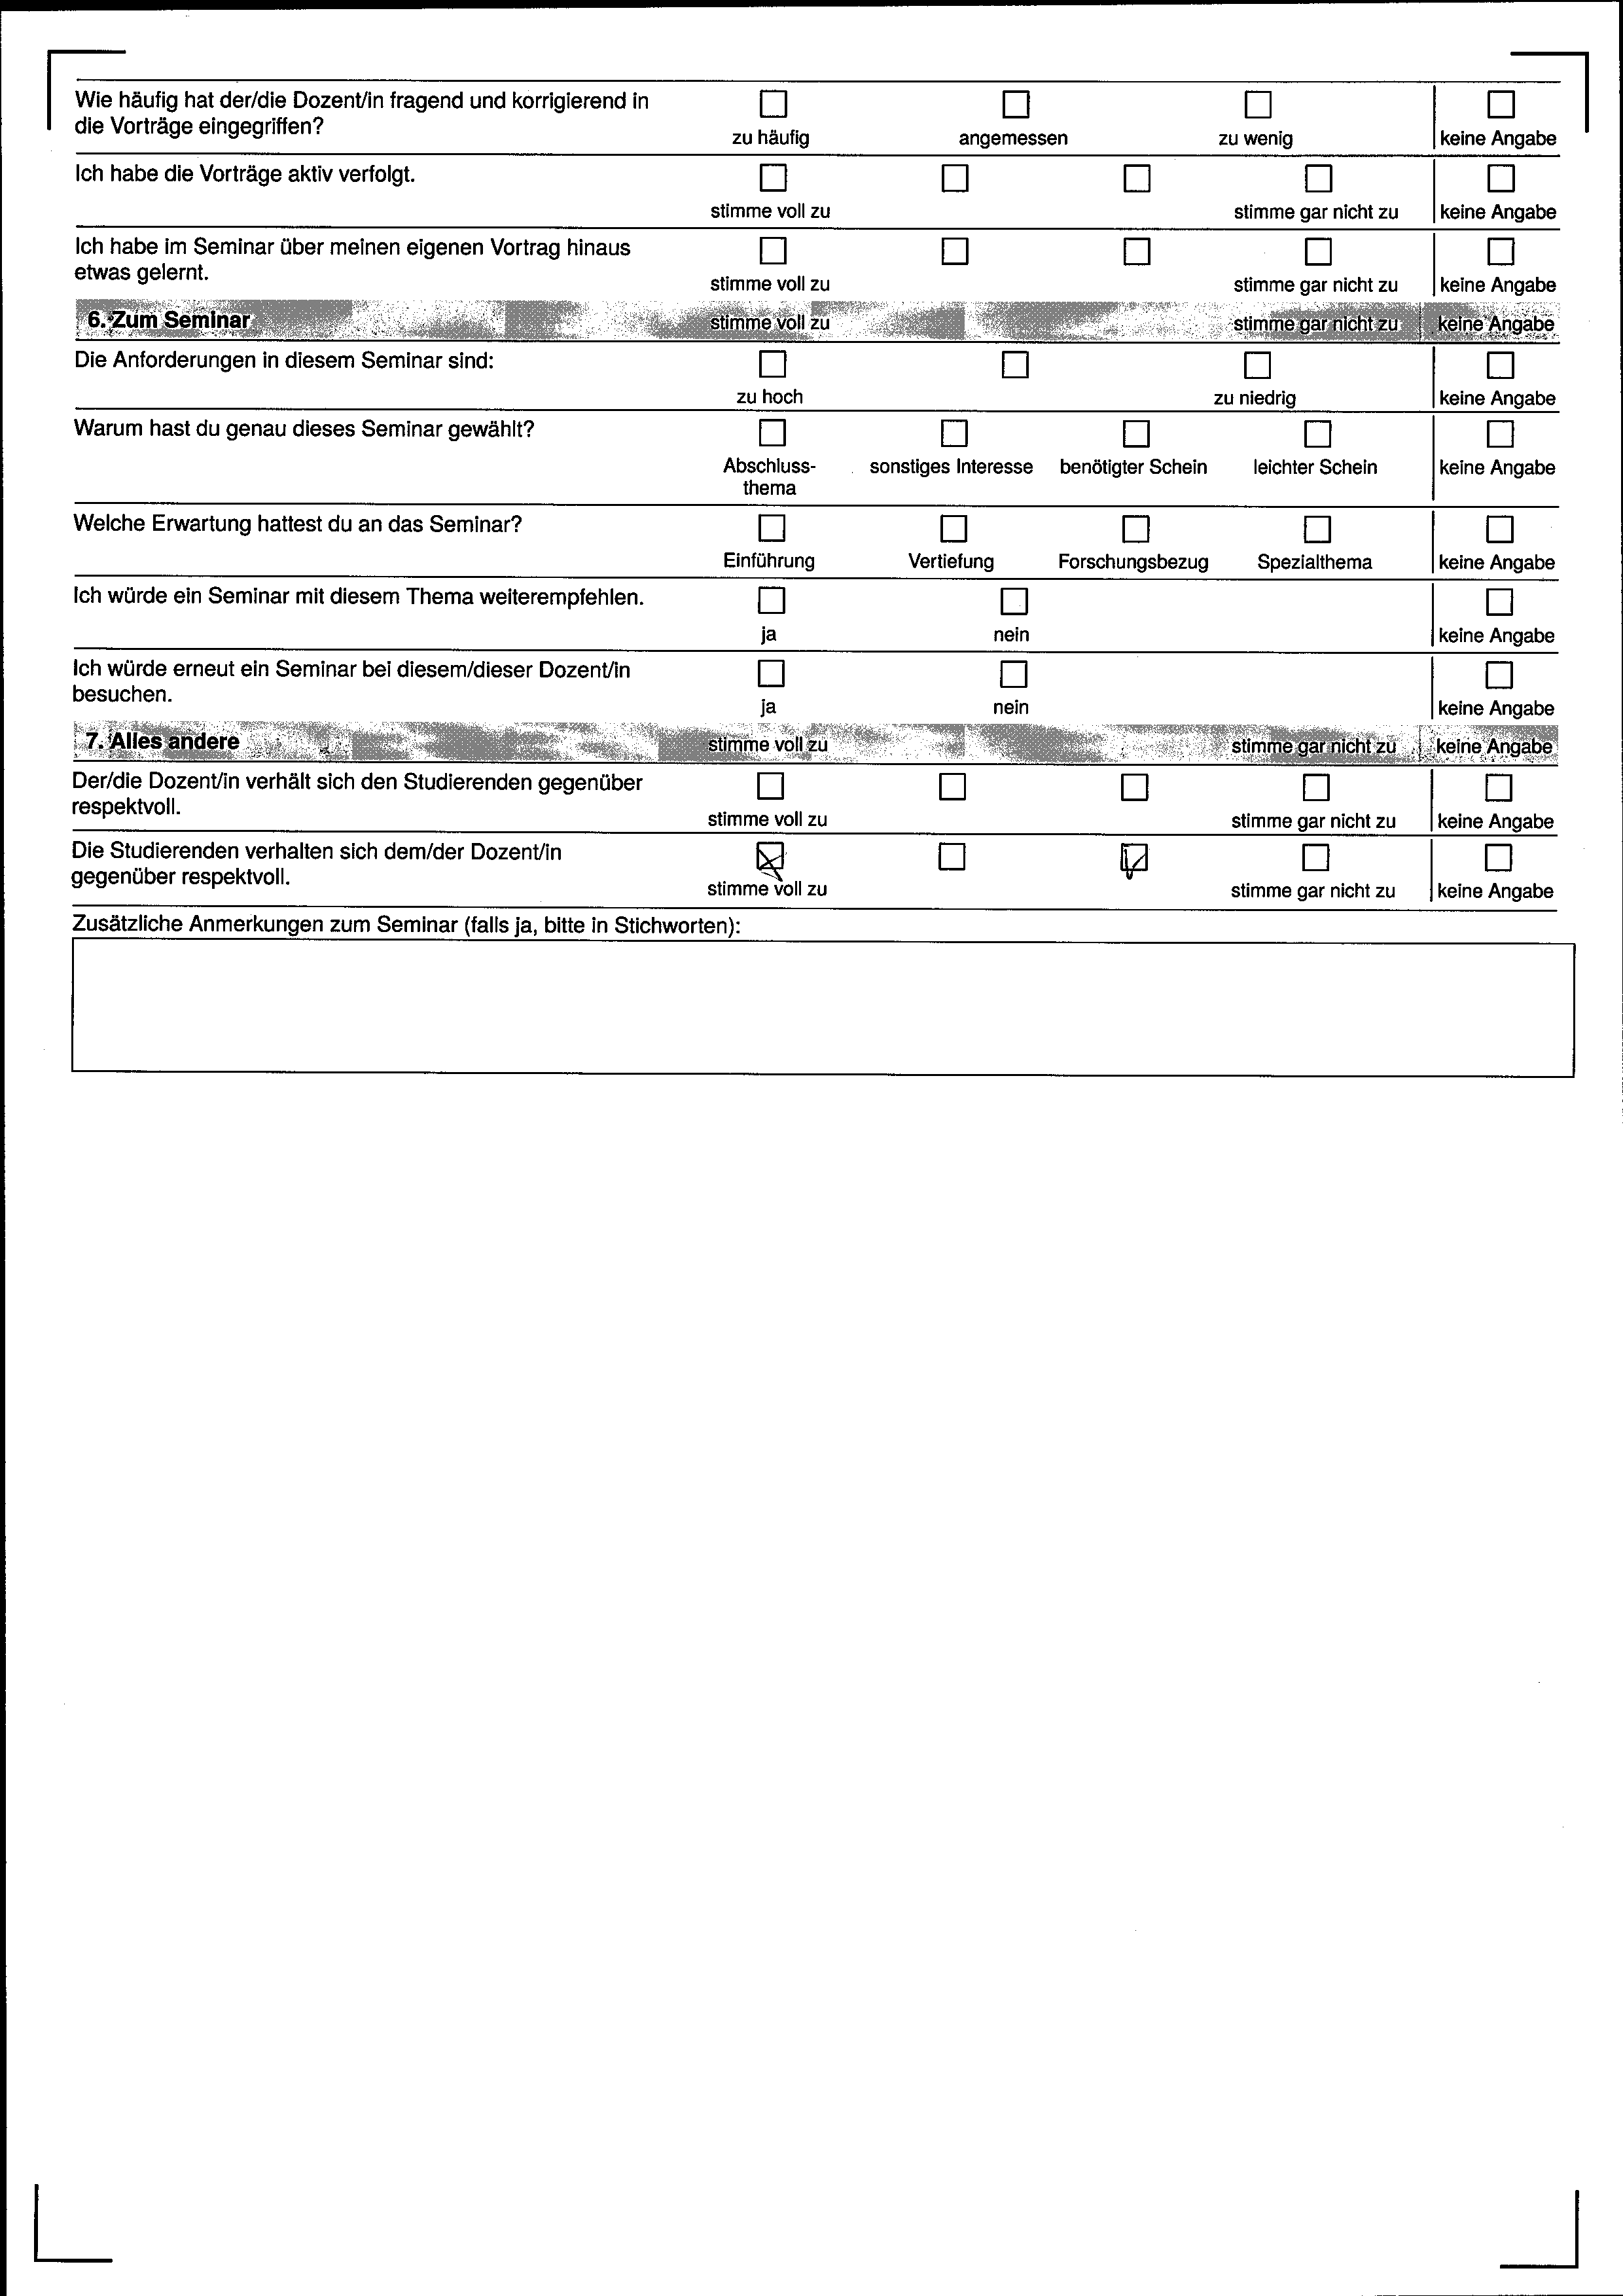 Wie häufig hat der/die Dozent/in fragend und korrigierend in
die Vorträge eingegriffen?
zu häufig angemessen zu wenig keine Angabe
Ich habe die Vorträge aktiv verfolgt.
stimme voll zu stimme gar nicht zu keine Angabe
Ich habe im Seminar über meinen eigenen Vortrag hinaus
etwas gelernt.
stimme voll zu stimme gar nicht zu keine Angabe
6. Zum Seminar stimme voll zu stimme gar nicht zu keine Angabe
Die Anforderungen in diesem Seminar sind:
zu hoch zu niedrig keine Angabe
Warum hast du genau dieses Seminar gewählt?
Abschluss- sonstiges Interesse benötigter Schein leichter Schein keine Angabe
thema
Welche Erwartung hattest du an das Seminar?
Einführung Vertiefung Forschungsbezug Spezialthema keine Angabe
Ich würde ein Seminar mit diesem Thema weiterempfehlen.
ja nein keine Angabe
Ich würde erneut ein Seminar bei diesem/dieser Dozent/in
besuchen.
ja nein keine Angabe
7. Alles andere stimme voll zu stimme gar nicht zu keine Angabe
Der/die Dozent/in verhält sich den Studierenden gegenüber
respektvoll.
stimme voll zu stimme gar nicht zu keine Angabe
Die Studierenden verhalten sich dem/der Dozent/in
gegenüber respektvoll.
stimme voll zu stimme gar nicht zu keine Angabe
Zusätzliche Anmerkungen zum Seminar (falls ja, bitte in Stichworten):